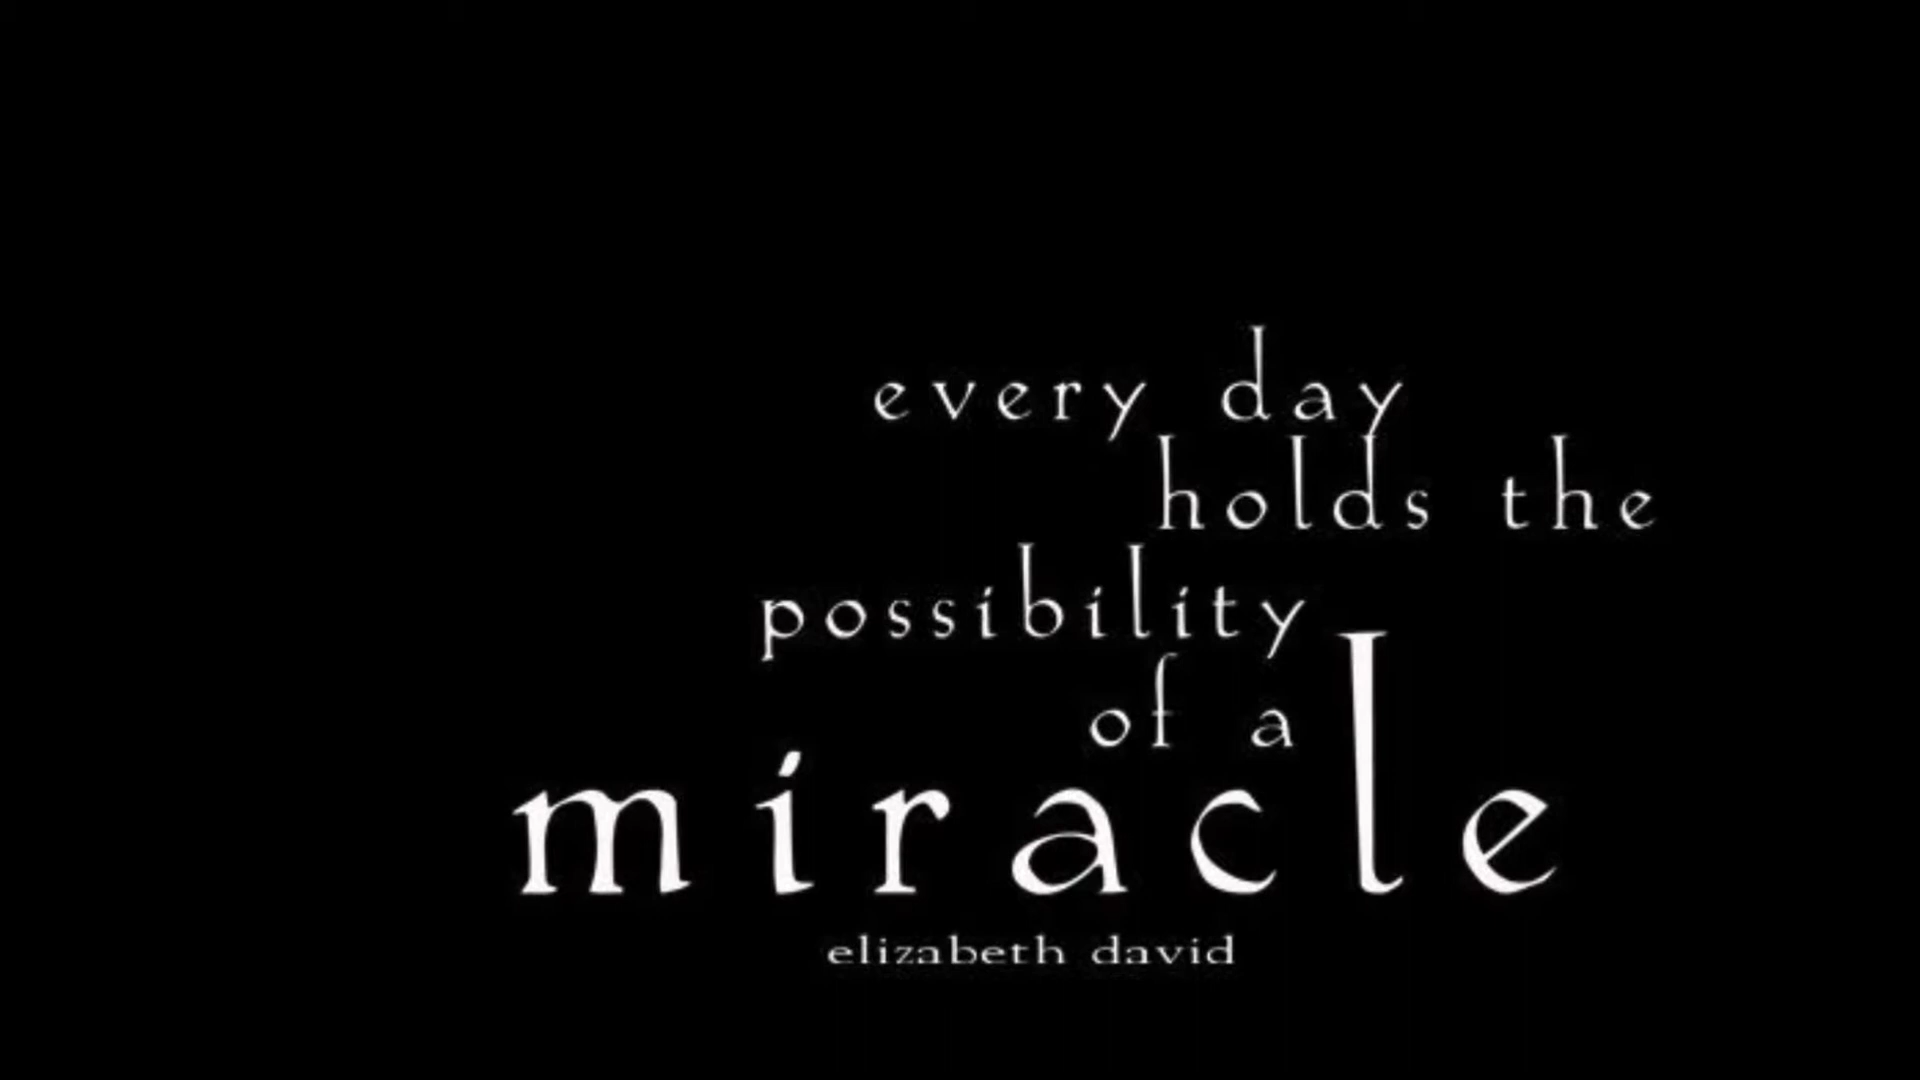 every day
holds the
possibility
of a
miracle
elizabeth david